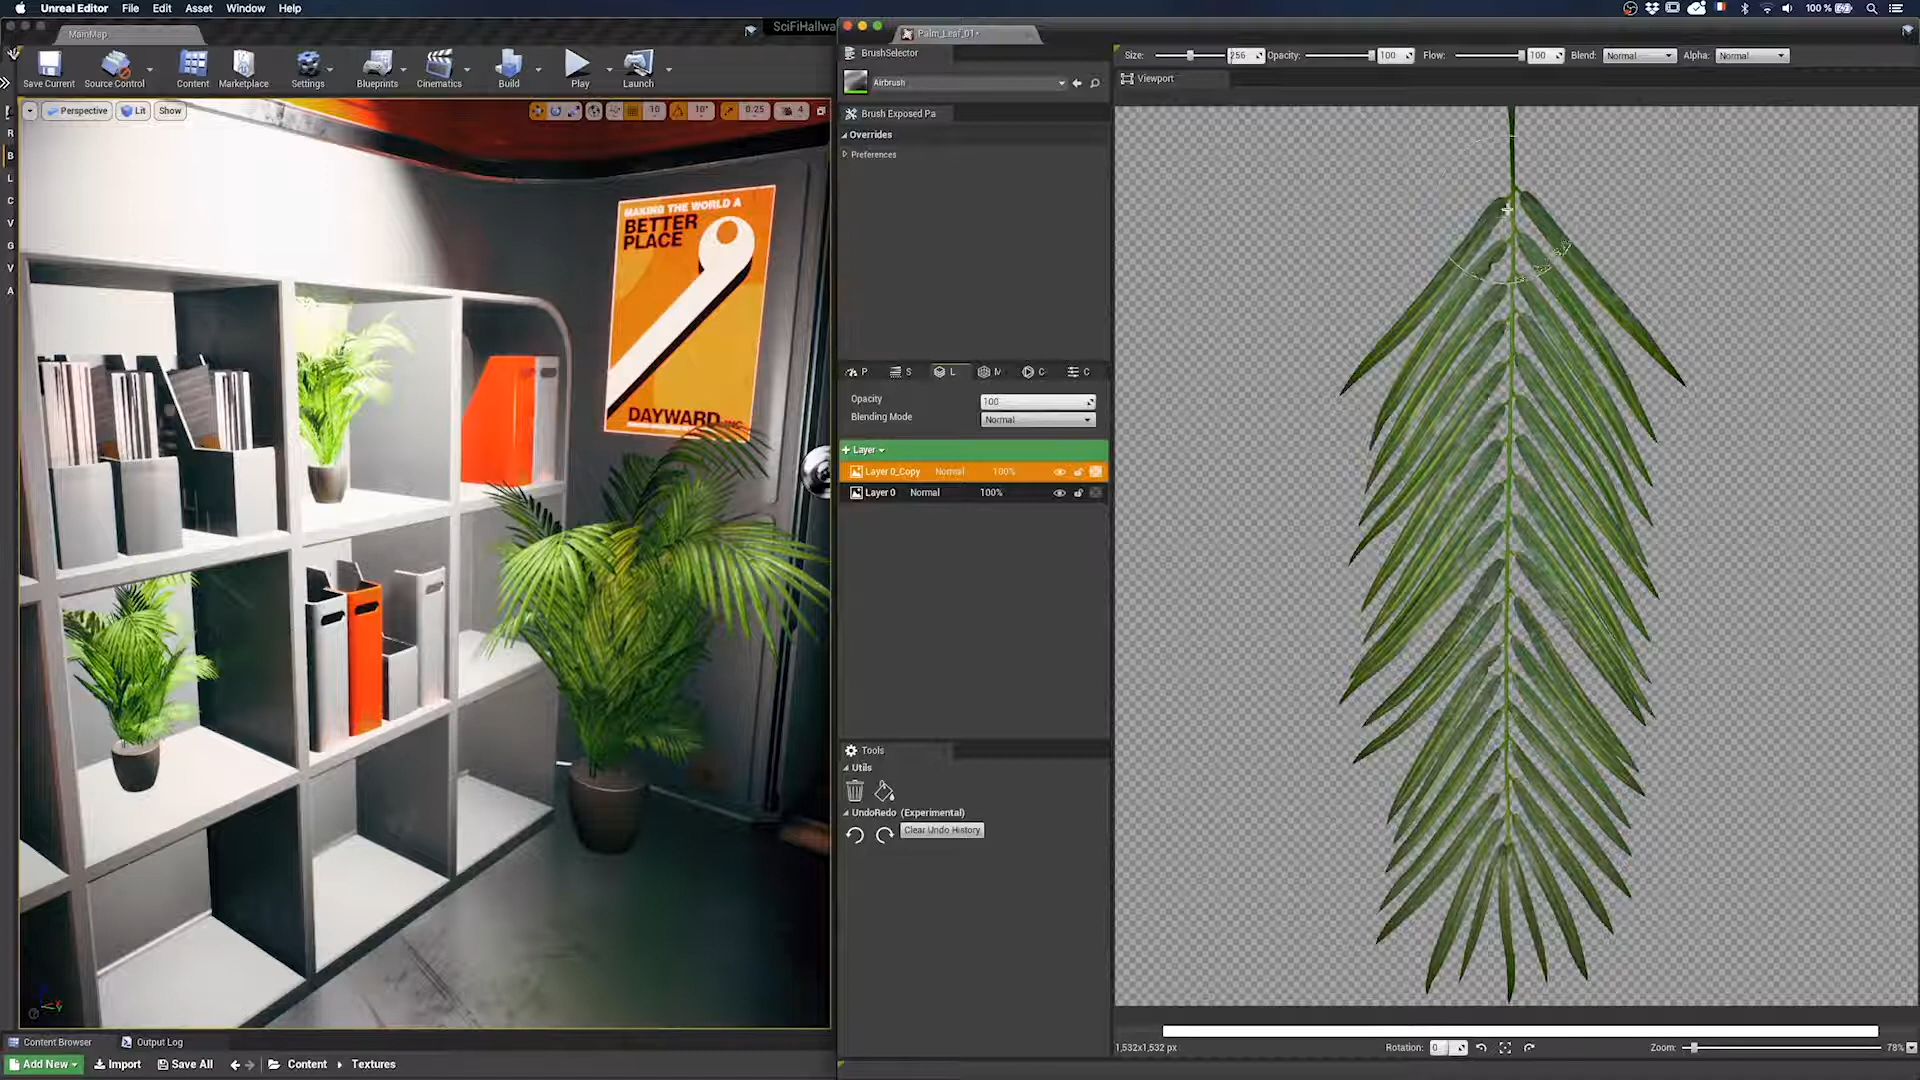 Unreal Editor File Edit Asset Window Help
100 %
MainMap
SciFiHallwa
Palm_Leaf_01*
Save Current Source Control Content Marketplace Settings Blueprints Cinematics Build Play Launch
Perspective Lit Show
10 10° 0.25 4
R
B
L
C
V
G
V
A
MAKING THE WORLD A
BETTER
PLACE
DAYWARD INC
BrushSelector
Airbrush
Brush Exposed Pa
Overrides
Preferences
P S L M C C
Opacity 100
Blending Mode Normal
Layer
Layer 0_Copy Normal 100%
Layer 0 Normal 100%
Tools
Utils
UndoRedo (Experimental)
Clear Undo History
Size: 256 Opacity: 100 Flow: 100 Blend: Normal Alpha: Normal
Viewport
1,532x1,532 px
Rotation: 0
Zoom: 78%
Content Browser Output Log
Add New Import Save All Content Textures